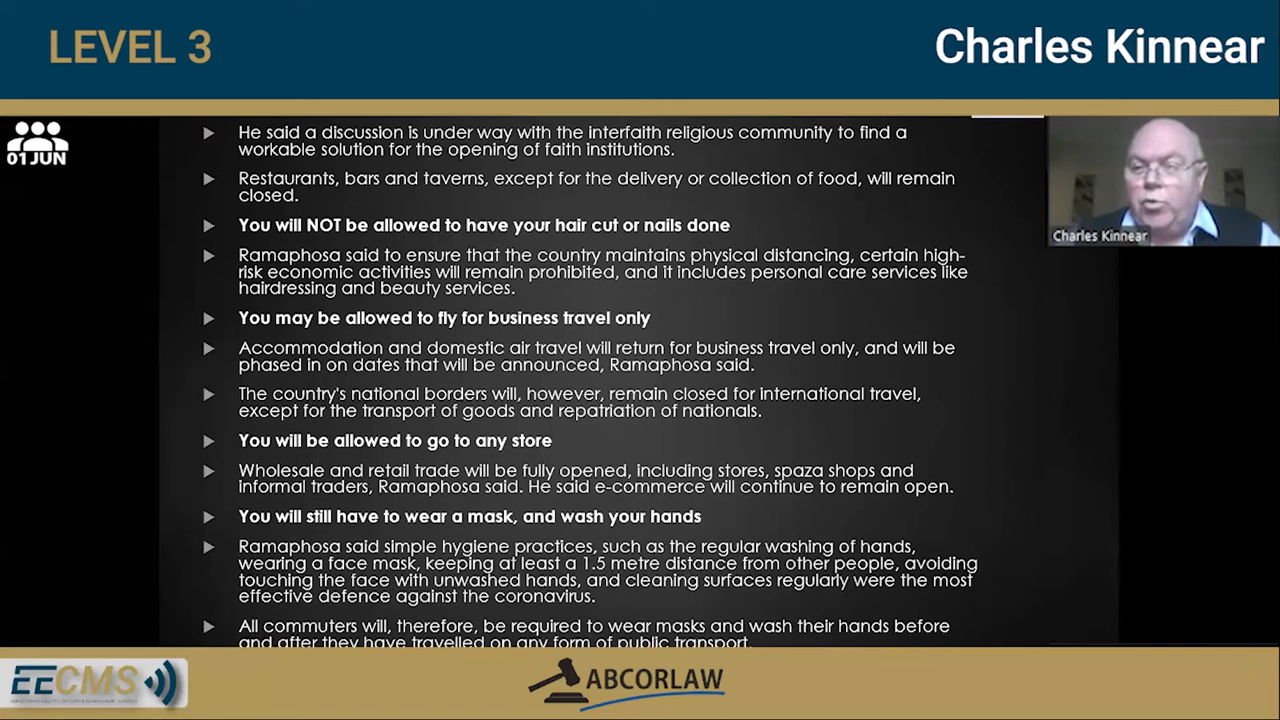 LEVEL 3
Charles Kinnear
01 JUN
He said a discussion is under way with the interfaith religious community to find a
workable solution for the opening of faith institutions.
Restaurants, bars and taverns, except for the delivery or collection of food, will remain
closed.
You will NOT be allowed to have your hair cut or nails done
Ramaphosa said to ensure that the country maintains physical distancing, certain high-
risk economic activities will remain prohibited, and it includes personal care services like
hairdressing and beauty services.
You may be allowed to fly for business travel only
Accommodation and domestic air travel will return for business travel only, and will be
phased in on dates that will be announced, Ramaphosa said.
The country's national borders will, however, remain closed for international travel,
except for the transport of goods and repatriation of nationals.
You will be allowed to go to any store
Wholesale and retail trade will be fully opened, including stores, spaza shops and
informal traders, Ramaphosa said. He said e-commerce will continue to remain open.
You will still have to wear a mask, and wash your hands
Ramaphosa said simple hygiene practices, such as the regular washing of hands,
wearing a face mask, keeping at least a 1.5 metre distance from other people, avoiding
touching the face with unwashed hands, and cleaning surfaces regularly were the most
effective defence against the coronavirus.
All commuters will, therefore, be required to wear masks and wash their hands before
and after they have travelled on any form of public transport.
Charles Kinnear
EECMS
ABCORLAW